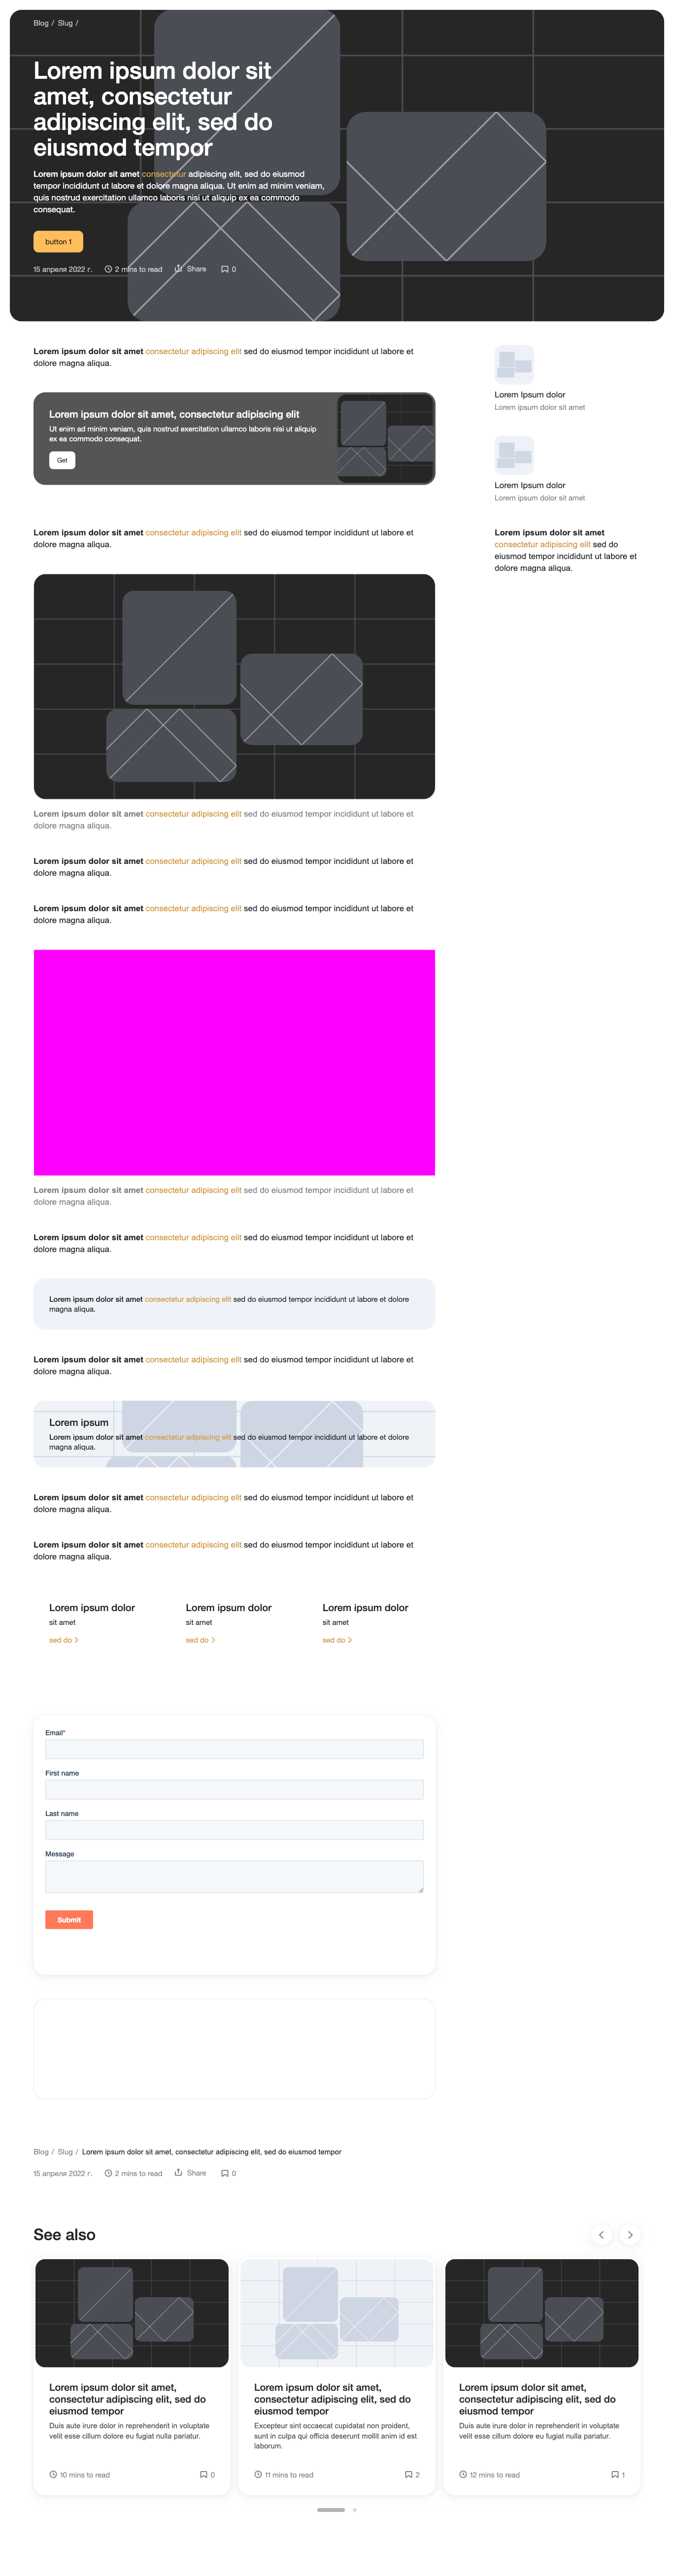 Blog / Slug /
Lorem ipsum dolor sit
amet, consectetur
adipiscing elit, sed do
eiusmod tempor
Lorem ipsum dolor sit amet consectetur adipiscing elit, sed do eiusmod
tempor incididunt ut labore et dolore magna aliqua. Ut enim ad minim veniam,
quis nostrud exercitation ullamco laboris nisi ut aliquip ex ea commodo
consequat.
button 1
15 апреля 2022 г. 2 mins to read Share 0
Lorem ipsum dolor sit amet consectetur adipiscing elit sed do eiusmod tempor incididunt ut labore et
dolore magna aliqua.
Lorem ipsum dolor sit amet, consectetur adipiscing elit
Ut enim ad minim veniam, quis nostrud exercitation ullamco laboris nisi ut aliquip
ex ea commodo consequat.
Get
Lorem ipsum dolor sit amet consectetur adipiscing elit sed do eiusmod tempor incididunt ut labore et
dolore magna aliqua.
Lorem ipsum dolor sit amet consectetur adipiscing elit sed do eiusmod tempor incididunt ut labore et
dolore magna aliqua.
Lorem ipsum dolor sit amet consectetur adipiscing elit sed do eiusmod tempor incididunt ut labore et
dolore magna aliqua.
Lorem ipsum dolor sit amet consectetur adipiscing elit sed do eiusmod tempor incididunt ut labore et
dolore magna aliqua.
Lorem ipsum dolor sit amet consectetur adipiscing elit sed do eiusmod tempor incididunt ut labore et
dolore magna aliqua.
Lorem ipsum dolor sit amet consectetur adipiscing elit sed do eiusmod tempor incididunt ut labore et
dolore magna aliqua.
Lorem ipsum dolor sit amet consectetur adipiscing elit sed do eiusmod tempor incididunt ut labore et dolore
magna aliqua.
Lorem ipsum dolor sit amet consectetur adipiscing elit sed do eiusmod tempor incididunt ut labore et
dolore magna aliqua.
Lorem ipsum
Lorem ipsum dolor sit amet consectetur adipiscing elit sed do eiusmod tempor incididunt ut labore et dolore
magna aliqua.
Lorem ipsum dolor sit amet consectetur adipiscing elit sed do eiusmod tempor incididunt ut labore et
dolore magna aliqua.
Lorem ipsum dolor sit amet consectetur adipiscing elit sed do eiusmod tempor incididunt ut labore et
dolore magna aliqua.
Lorem ipsum dolor
sit amet
sed do
Lorem ipsum dolor
sit amet
sed do
Lorem ipsum dolor
sit amet
sed do
Email*
First name
Last name
Message
Submit
Lorem Ipsum dolor
Lorem ipsum dolor sit amet
Lorem Ipsum dolor
Lorem ipsum dolor sit amet
Lorem ipsum dolor sit amet
consectetur adipiscing elit sed do
eiusmod tempor incididunt ut labore et
dolore magna aliqua.
Blog / Slug / Lorem ipsum dolor sit amet, consectetur adipiscing elit, sed do eiusmod tempor
15 апреля 2022 г. 2 mins to read Share 0
See also
Lorem ipsum dolor sit amet,
consectetur adipiscing elit, sed do
eiusmod tempor
Duis aute irure dolor in reprehenderit in voluptate
velit esse cillum dolore eu fugiat nulla pariatur.
10 mins to read 0
Lorem ipsum dolor sit amet,
consectetur adipiscing elit, sed do
eiusmod tempor
Excepteur sint occaecat cupidatat non proident,
sunt in culpa qui officia deserunt mollit anim id est
laborum.
11 mins to read 2
Lorem ipsum dolor sit amet,
consectetur adipiscing elit, sed do
eiusmod tempor
Duis aute irure dolor in reprehenderit in voluptate
velit esse cillum dolore eu fugiat nulla pariatur.
12 mins to read 1